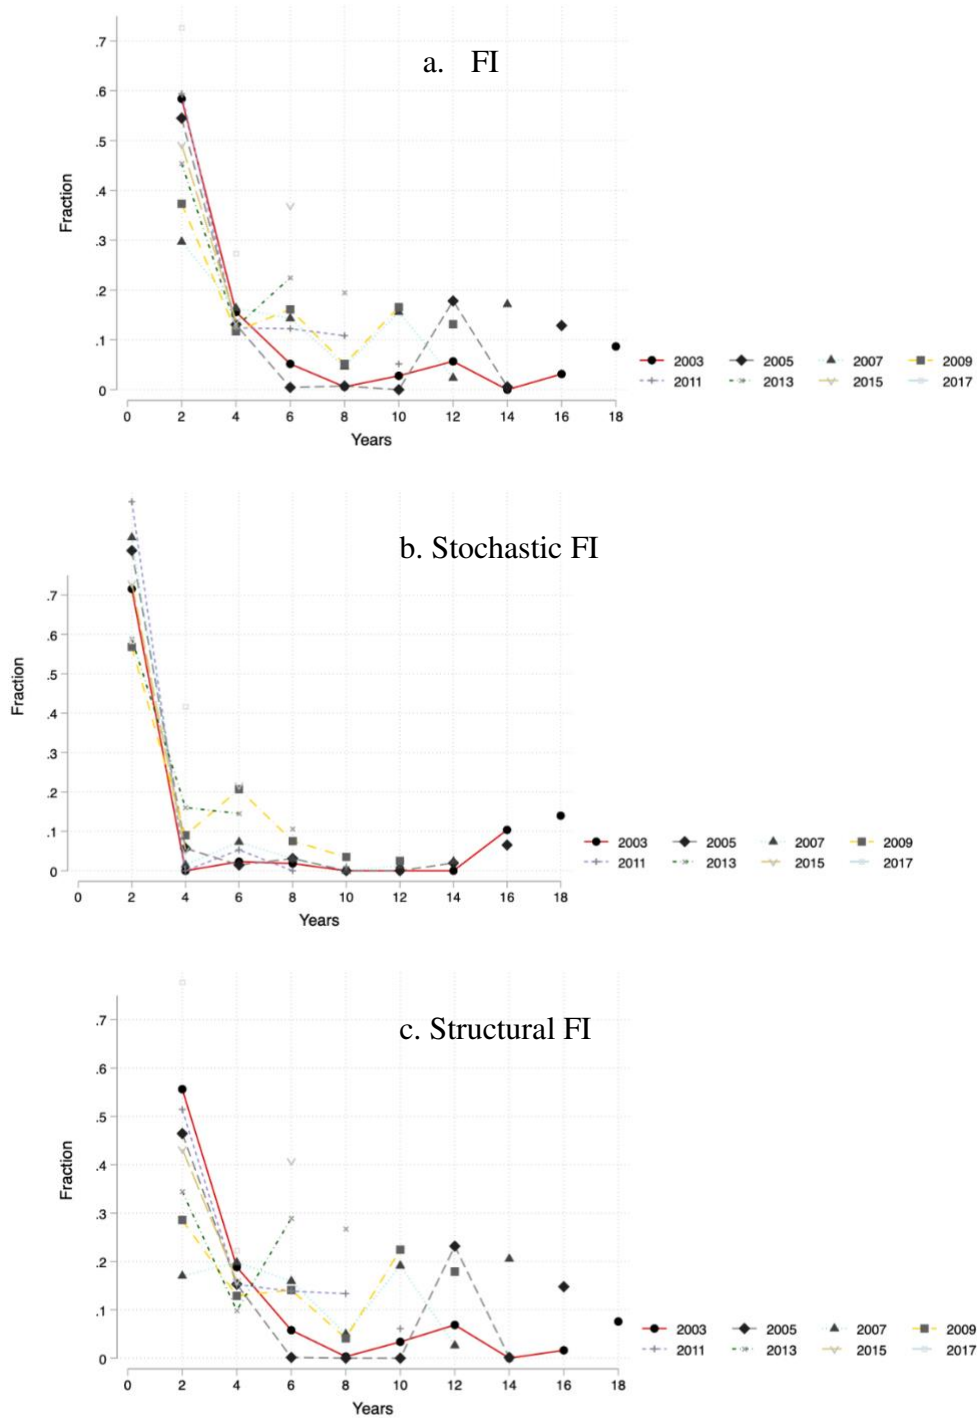 a. FI
.7
.6
.5
.4
.3
.2
.1
0
Fraction
0 2 4 6 8 10 12 14 16 18
Years
2003 2005 2007 2009
2011 2013 2015 2017
b. Stochastic FI
.7
.6
.5
.4
.3
.2
.1
0
Fraction
0 2 4 6 8 10 12 14 16 18
Years
2003 2005 2007 2009
2011 2013 2015 2017
c. Structural FI
.7
.6
.5
.4
.3
.2
.1
0
Fraction
0 2 4 6 8 10 12 14 16 18
Years
2003 2005 2007 2009
2011 2013 2015 2017